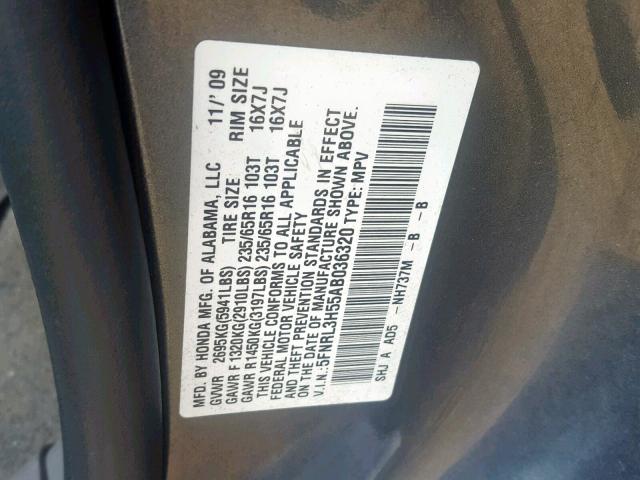 MFD. BY HONDA MFG. OF ALABAMA, LLC 11/'09
GVWR 2695KG(5941LBS) TIRE SIZE RIM SIZE
GAWR F 1320KG(2910LBS) 235/65R16 103T 16X7J
GAWR R1450KG(3197LBS) 235/65R16 103T 16X7J
THIS VEHICLE CONFORMS TO ALL APPLICABLE
FEDERAL MOTOR VEHICLE SAFETY
AND THEFT PREVENTION STANDARDS IN EFFECT
ON THE DATE OF MANUFACTURE SHOWN ABOVE.
V.I.N.: 5FNRL3H55AB036320 TYPE: MPV
SHJ A AD5 -NH737M -B -B